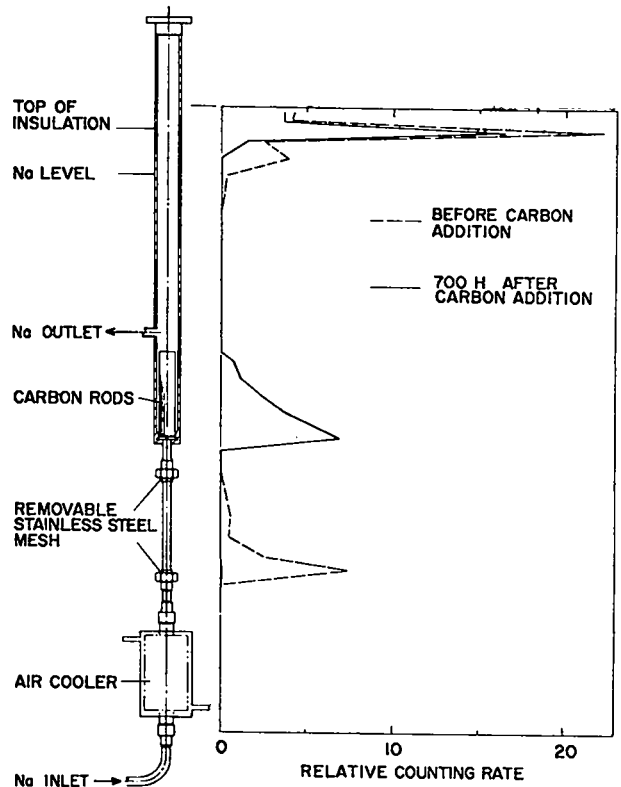 TOP OF
INSULATION
Na LEVEL
Na OUTLET
CARBON RODS
REMOVABLE
STAINLESS STEEL
MESH
AIR COOLER
Na INLET
BEFORE CARBON
ADDITION
700 H AFTER
CARBON ADDITION
0 10 20
RELATIVE COUNTING RATE